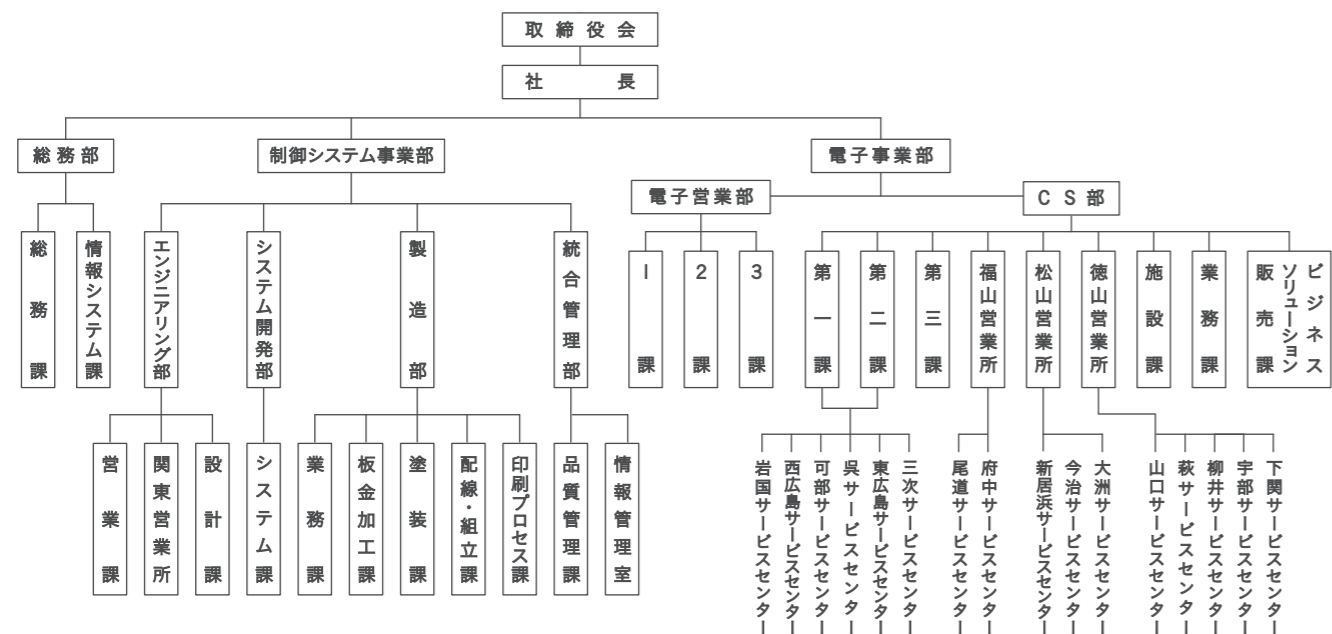 取締役会
社長
総務部
制御システム事業部
電子事業部
電子営業部
CS部
総務課
情報システム課
エンジニアリング部
システム開発部
製造部
統合管理部
1課
2課
3課
第一課
第二課
第三課
福山営業所
松山営業所
徳山営業所
施設課
業務課
ビジネス
ソリューション
販売課
営業課
関東営業所
設計課
システム課
業務課
板金加工課
塗装課
配線・組立課
印刷プロセス課
品質管理課
情報管理室
岩国サービスセンター
西広島サービスセンター
可部サービスセンター
呉サービスセンター
東広島サービスセンター
三次サービスセンター
尾道サービスセンター
府中サービスセンター
新居浜サービスセンター
今治サービスセンター
大洲サービスセンター
山口サービスセンター
萩サービスセンター
柳井サービスセンター
宇部サービスセンター
下関サービスセンター